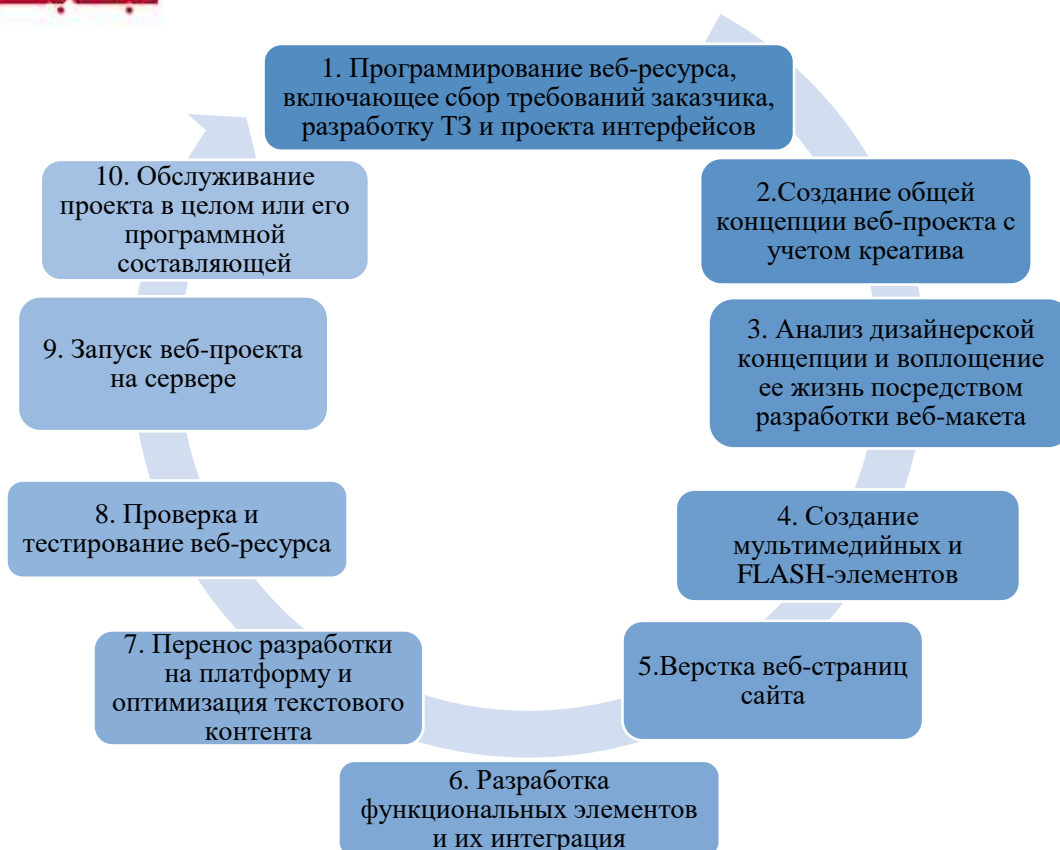 1. Программирование веб-ресурса,
включающее сбор требований заказчика,
разработку ТЗ и проекта интерфейсов
2.Создание общей
концепции веб-проекта с
учетом креатива
3. Анализ дизайнерской
концепции и воплощение
ее жизнь посредством
разработки веб-макета
4. Создание
мультимедийных и
FLASH-элементов
5.Верстка веб-страниц
сайта
6. Разработка
функциональных элементов
и их интеграция
7. Перенос разработки
на платформу и
оптимизация текстового
контента
8. Проверка и
тестирование веб-ресурса
9. Запуск веб-проекта
на сервере
10. Обслуживание
проекта в целом или его
программной
составляющей